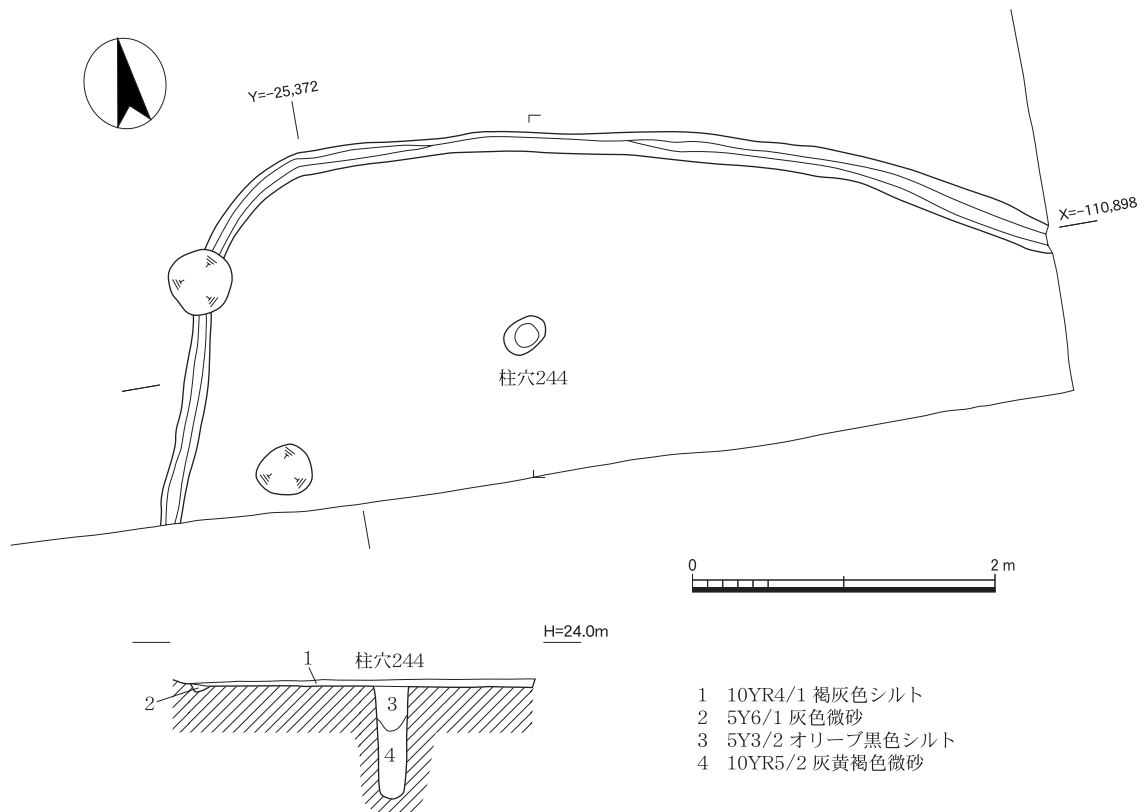 Y=-25,372
X=-110,898
柱穴244
0 2 m
H=24.0m
1 柱穴244
2
3
4
1 10YR4/1 褐灰色シルト
2 5Y6/1 灰色微砂
3 5Y3/2 オリーブ黒色シルト
4 10YR5/2 灰黄褐色微砂